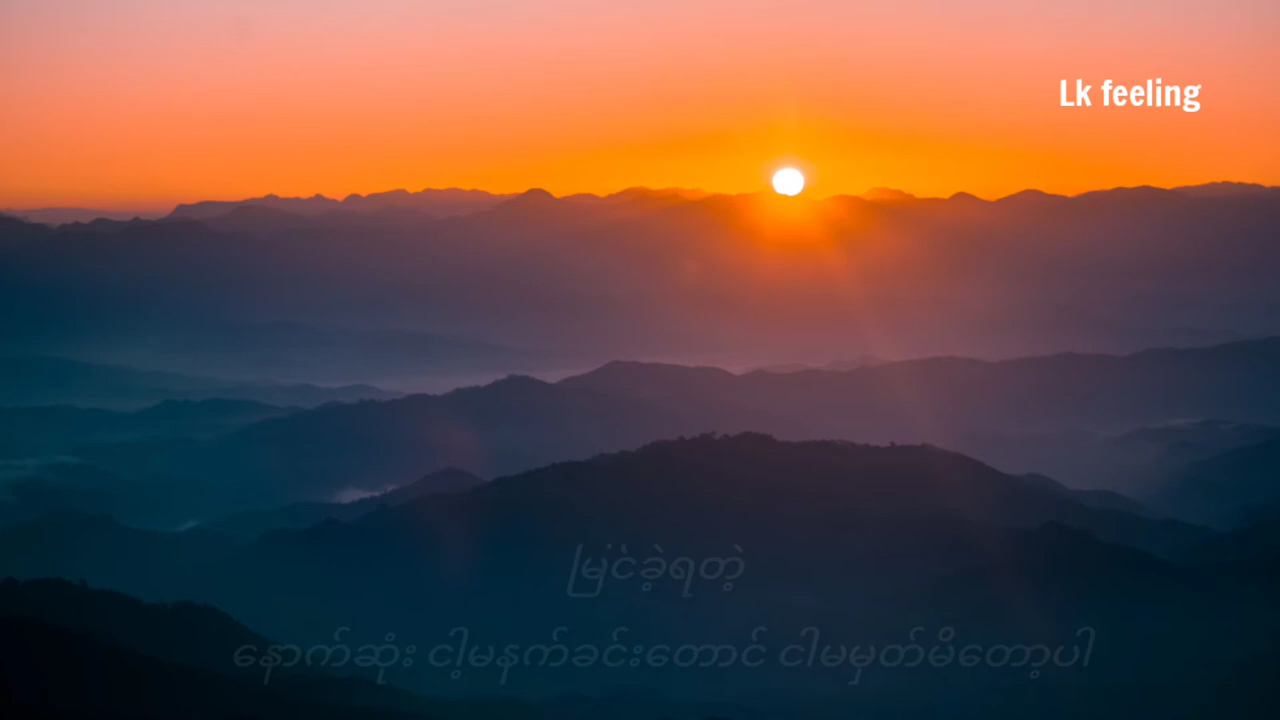 Lk feeling
မြင်ခဲ့ရတဲ့
နောက်ဆုံး ငါ့မနက်ခင်းတောင် ငါမမှတ်မိတော့ပါ